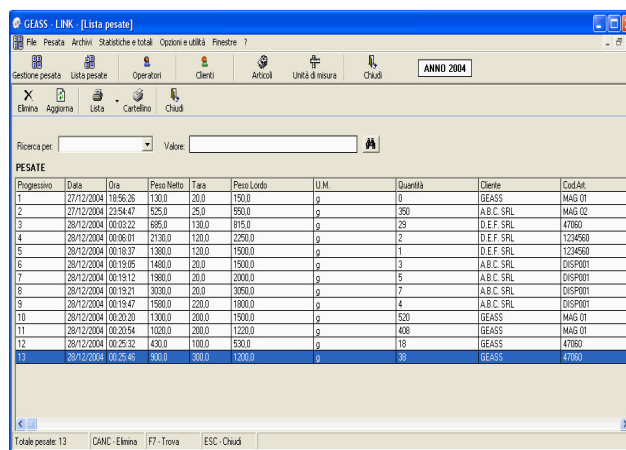 GEASS - LINK - [Lista pesate]
File Pesata Archivi Statistiche e totali Opzioni e utilità Finestre ?
Gestione pesata Lista pesate Operatori Clienti Articoli Unità di misura Chiudi ANNO 2004
Elimina Aggiorna Lista Cartellino Chiudi
Ricerca per: Valore:
PESATE
Progressivo Data Ora Peso Netto Tara Peso Lordo U.M. Quantità Cliente Cod.Art.
1 27/12/2004 18:56:26 130,0 20,0 150,0 g 0 GEASS MAG 01
2 27/12/2004 23:54:47 525,0 25,0 550,0 g 350 A.B.C. SRL MAG 02
3 28/12/2004 00:03:22 685,0 130,0 815,0 g 29 D.E.F. SRL 47060
4 28/12/2004 00:06:01 2130,0 120,0 2250,0 g 2 D.E.F. SRL 1234560
5 28/12/2004 00:18:37 1380,0 120,0 1500,0 g 1 D.E.F. SRL 1234560
6 28/12/2004 00:19:05 1480,0 20,0 1500,0 g 3 A.B.C. SRL DISP001
7 28/12/2004 00:19:12 1980,0 20,0 2000,0 g 5 A.B.C. SRL DISP001
8 28/12/2004 00:19:21 3030,0 20,0 3050,0 g 7 A.B.C. SRL DISP001
9 28/12/2004 00:19:47 1580,0 220,0 1800,0 g 4 A.B.C. SRL DISP001
10 28/12/2004 00:20:20 1300,0 200,0 1500,0 g 520 GEASS MAG 01
11 28/12/2004 00:20:54 1020,0 200,0 1220,0 g 408 GEASS MAG 01
12 28/12/2004 00:25:32 430,0 100,0 530,0 g 18 GEASS 47060
13 28/12/2004 00:25:46 900,0 300,0 1200,0 g 38 GEASS 47060
Totale pesate: 13 CANC - Elimina F7 - Trova ESC - Chiudi